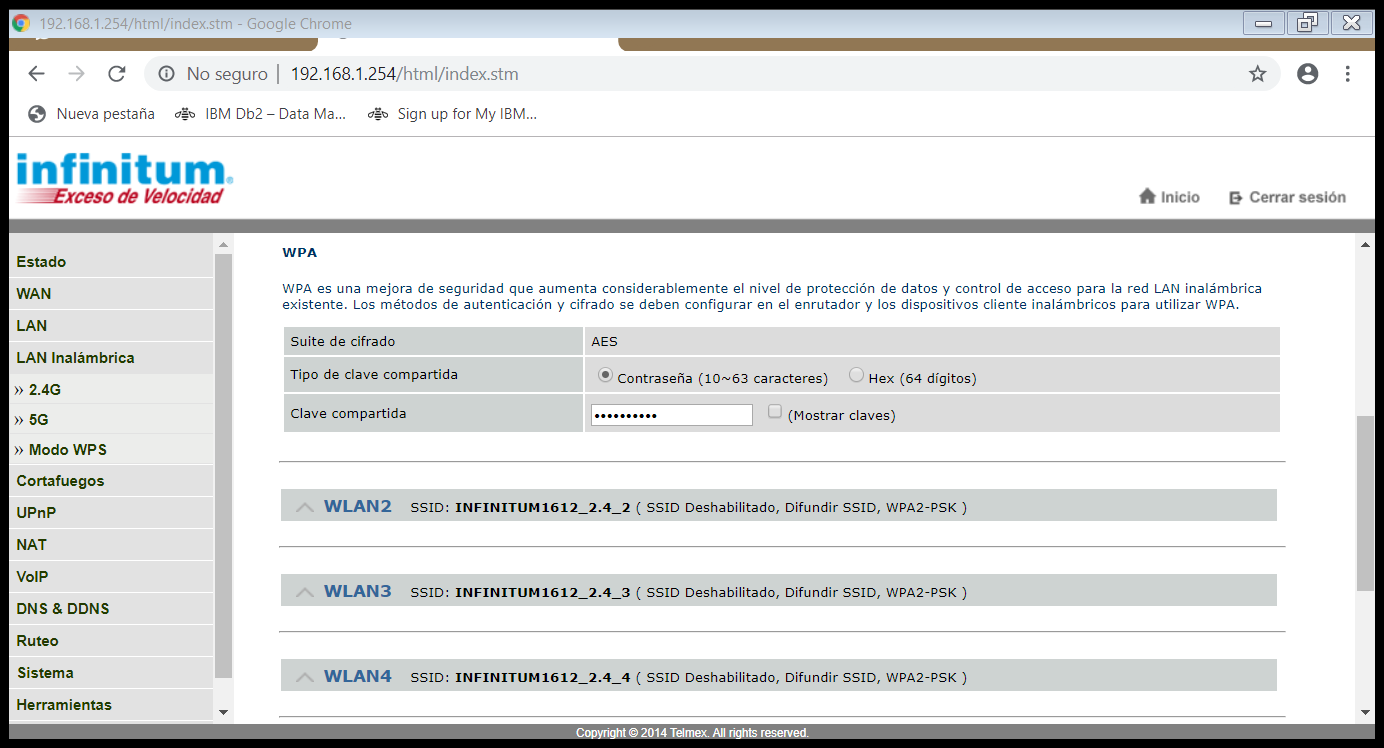 192.168.1.254/html/index.stm - Google Chrome
No seguro | 192.168.1.254/html/index.stm
Nueva pestaña IBM Db2 – Data Ma... Sign up for My IBM...
infinitum®
Exceso de Velocidad
Inicio Cerrar sesión
Estado
WAN
LAN
LAN Inalámbrica
» 2.4G
» 5G
» Modo WPS
Cortafuegos
UPnP
NAT
VoIP
DNS & DDNS
Ruteo
Sistema
Herramientas
WPA
WPA es una mejora de seguridad que aumenta considerablemente el nivel de protección de datos y control de acceso para la red LAN inalámbrica
existente. Los métodos de autenticación y cifrado se deben configurar en el enrutador y los dispositivos cliente inalámbricos para utilizar WPA.
Suite de cifrado AES
Tipo de clave compartida Contraseña (10~63 caracteres) Hex (64 dígitos)
Clave compartida •••••••••• (Mostrar claves)
WLAN2 SSID: INFINITUM1612_2.4_2 ( SSID Deshabilitado, Difundir SSID, WPA2-PSK )
WLAN3 SSID: INFINITUM1612_2.4_3 ( SSID Deshabilitado, Difundir SSID, WPA2-PSK )
WLAN4 SSID: INFINITUM1612_2.4_4 ( SSID Deshabilitado, Difundir SSID, WPA2-PSK )
Copyright © 2014 Telmex. All rights reserved.